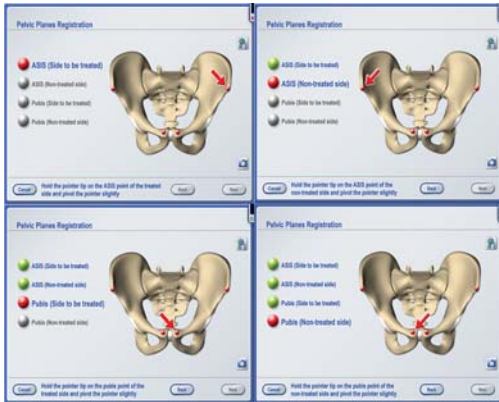 Pelvic Planes Registration
ASIS (Side to be treated)
ASIS (Non-treated side)
Pubis (Side to be treated)
Pubis (Non-treated side)
Cancel
Hold the pointer tip on the ASIS point of the treated
side and pivot the pointer slightly
Back
Next
Pelvic Planes Registration
ASIS (Side to be treated)
ASIS (Non-treated side)
Pubis (Side to be treated)
Pubis (Non-treated side)
Cancel
Hold the pointer tip on the ASIS point of the
non-treated side and pivot the pointer slightly
Back
Next
Pelvic Planes Registration
ASIS (Side to be treated)
ASIS (Non-treated side)
Pubis (Side to be treated)
Pubis (Non-treated side)
Cancel
Hold the pointer tip on the pubic point of the
treated side and pivot the pointer slightly
Back
Next
Pelvic Planes Registration
ASIS (Side to be treated)
ASIS (Non-treated side)
Pubis (Side to be treated)
Pubis (Non-treated side)
Cancel
Hold the pointer tip on the pubic point of the
non-treated side and pivot the pointer slightly
Back
Next